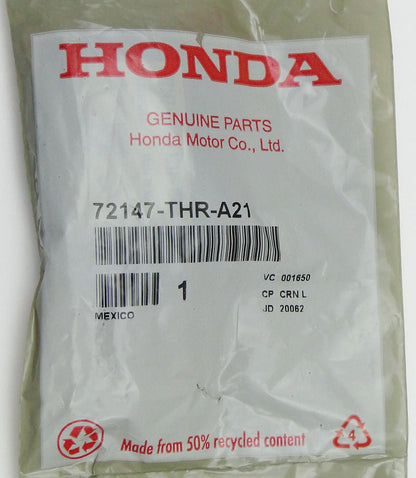 HONDA
GENUINE PARTS
Honda Motor Co., Ltd.
72147-THR-A21
VC 001650
1
CP CRN L
MEXICO
JD 20062
Made from 50% recycled content
4